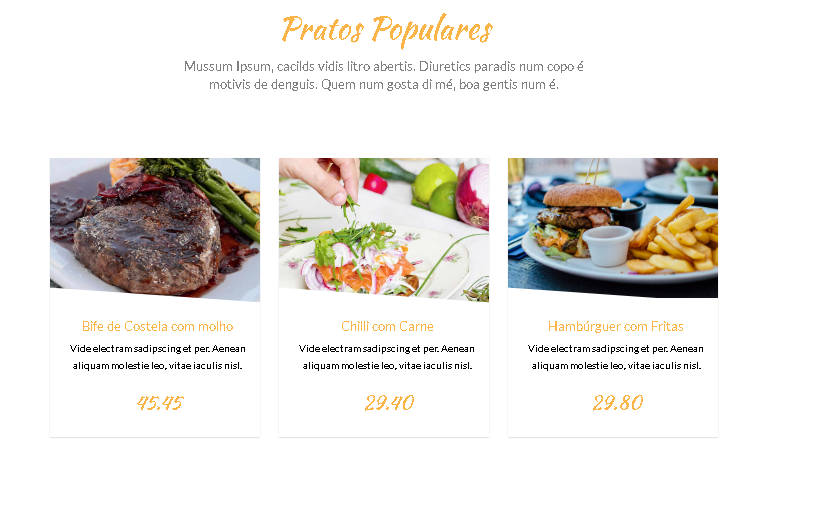 Pratos Populares
Mussum Ipsum, cacilds vidis litro abertis. Diuretics paradis num copo é
motivis de denguis. Quem num gosta di mé, boa gentis num é.
Bife de Costela com molho
Vide electram sadipscing et per. Aenean
aliquam molestie leo, vitae iaculis nisl.
45.45
Chilli com Carne
Vide electram sadipscing et per. Aenean
aliquam molestie leo, vitae iaculis nisl.
29.40
Hambúrguer com Fritas
Vide electram sadipscing et per. Aenean
aliquam molestie leo, vitae iaculis nisl.
29.80